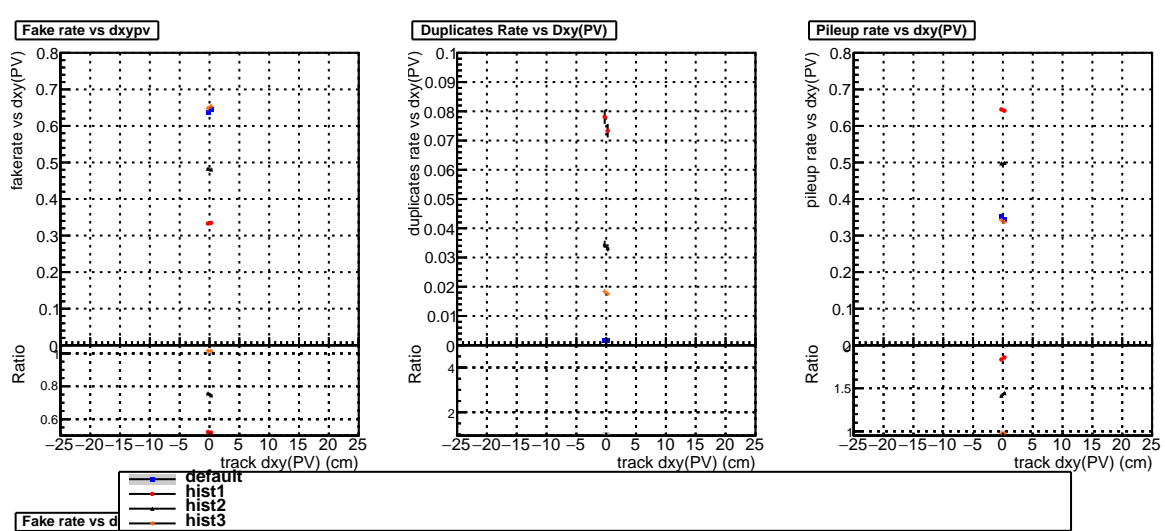 Fake rate vs dxypv
fakerate vs dxy(PV)
0.8
0.7
0.6
0.5
0.4
0.3
0.2
0.1
0
Ratio
1
0.8
0.6
−25 −20 −15 −10 −5 0 5 10 15 20 25
track dxy(PV) (cm)
Duplicates Rate vs Dxy(PV)
duplicates rate vs dxy(PV)
0.1
0.09
0.08
0.07
0.06
0.05
0.04
0.03
0.02
0.01
0
Ratio
4
2
−25 −20 −15 −10 −5 0 5 10 15 20 25
track dxy(PV) (cm)
Pileup rate vs dxy(PV)
pileup rate vs dxy(PV)
0.8
0.7
0.6
0.5
0.4
0.3
0.2
0.1
0
Ratio
2
1.5
1
−25 −20 −15 −10 −5 0 5 10 15 20 25
track dxy(PV) (cm)
default
hist1
hist2
hist3
Fake rate vs d